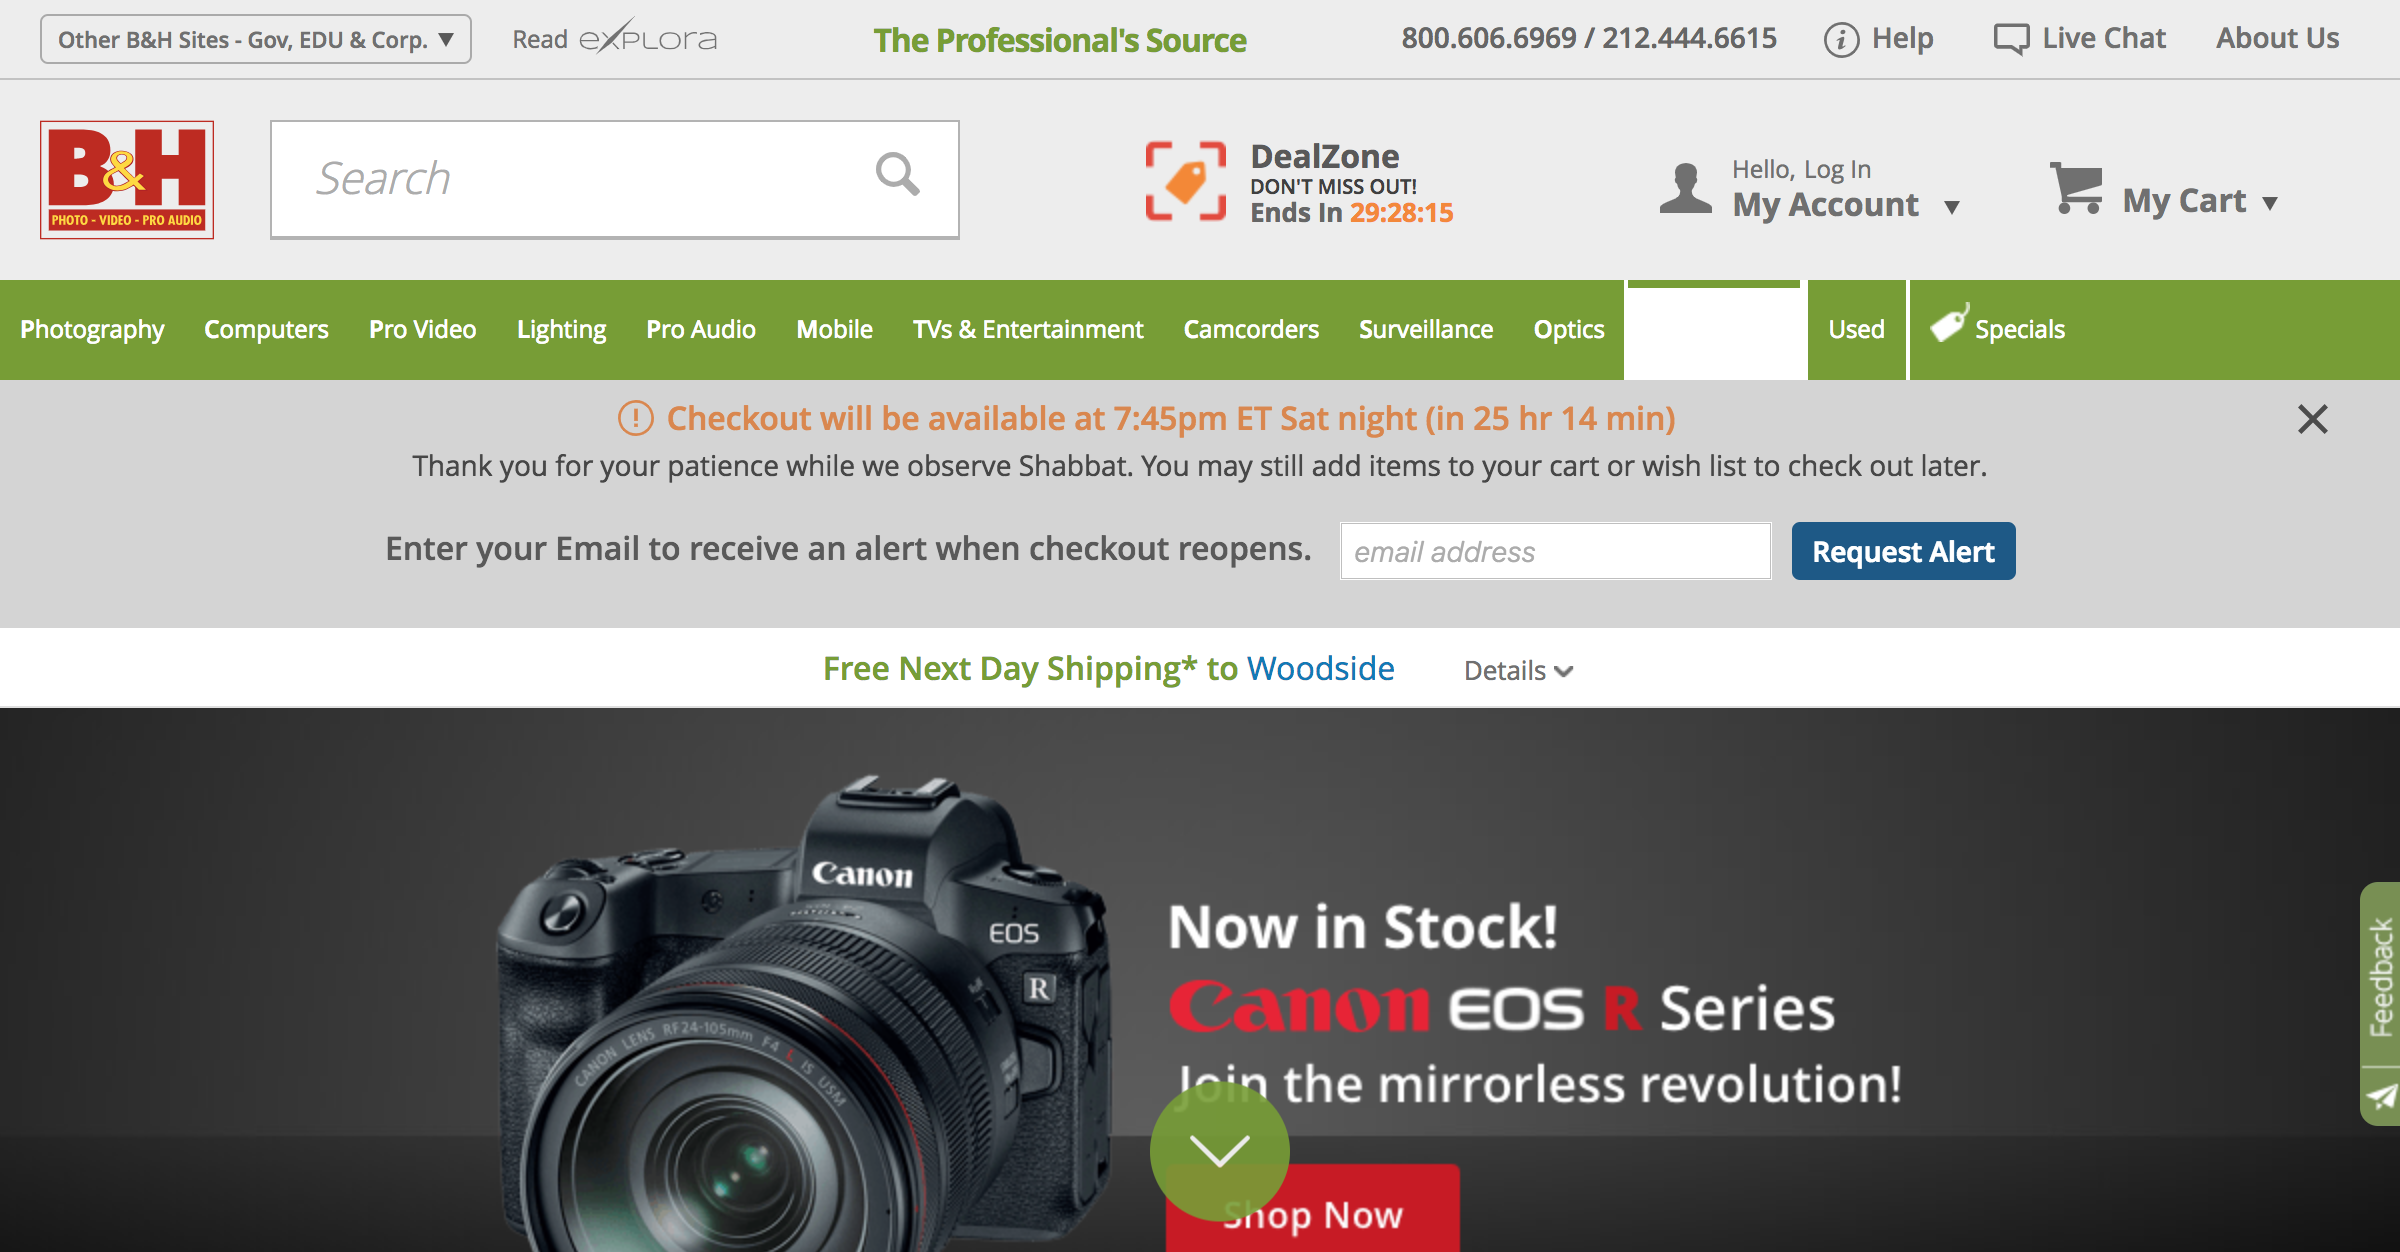 Other B&H Sites - Gov, EDU & Corp. ▼
Read eXPLORA
The Professional's Source
800.606.6969 / 212.444.6615
Help
Live Chat
About Us
B&H
PHOTO - VIDEO - PRO AUDIO
Search
DealZone
DON'T MISS OUT!
Ends In 29:28:15
Hello, Log In
My Account ▼
My Cart ▼
Photography
Computers
Pro Video
Lighting
Pro Audio
Mobile
TVs & Entertainment
Camcorders
Surveillance
Optics
Used
Specials
Checkout will be available at 7:45pm ET Sat night (in 25 hr 14 min)
Thank you for your patience while we observe Shabbat. You may still add items to your cart or wish list to check out later.
Enter your Email to receive an alert when checkout reopens.
email address
Request Alert
Free Next Day Shipping* to Woodside
Details
Canon
EOS
R
CANON LENS RF24-105mm F4 L IS USM
Now in Stock!
Canon EOS R Series
Join the mirrorless revolution!
Shop Now
Feedback